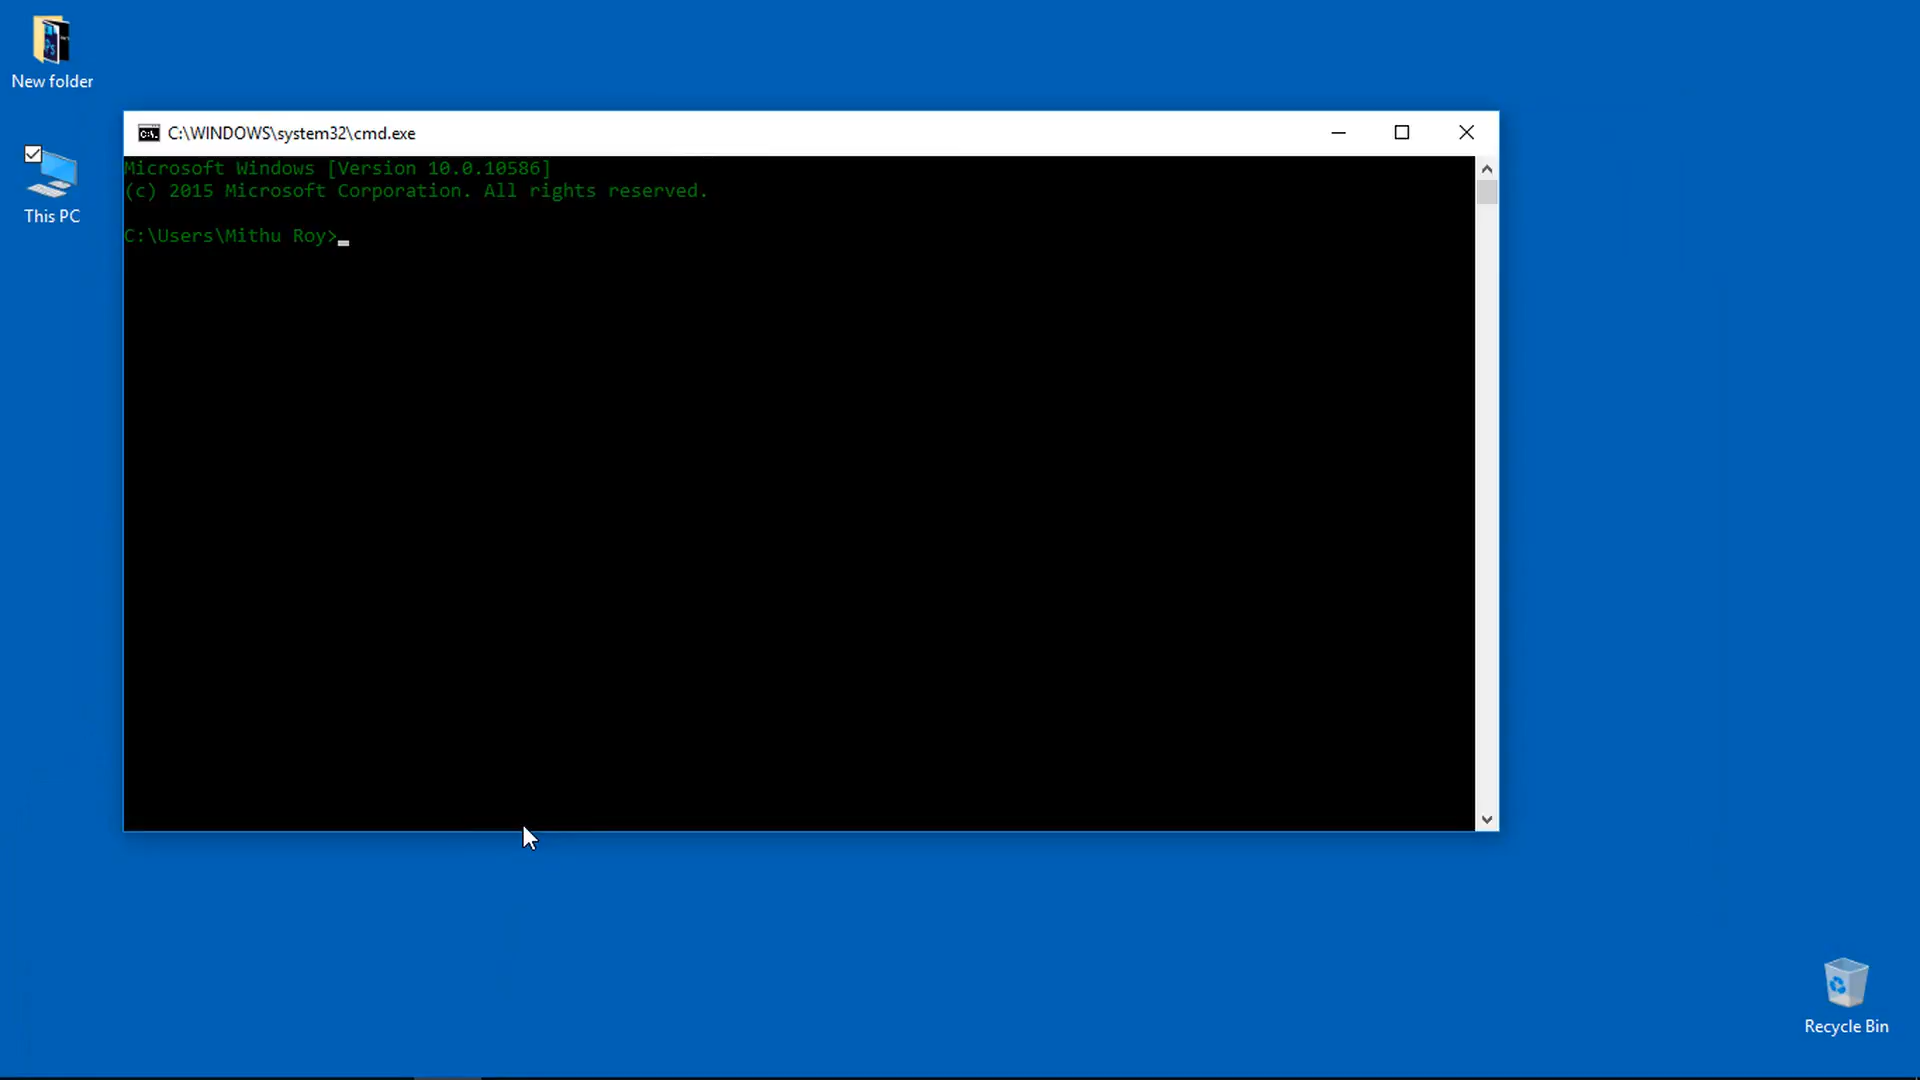 New folder
This PC
C:\WINDOWS\system32\cmd.exe
Microsoft Windows [Version 10.0.10586]
(c) 2015 Microsoft Corporation. All rights reserved.
C:\Users\Mithu Roy>
Recycle Bin